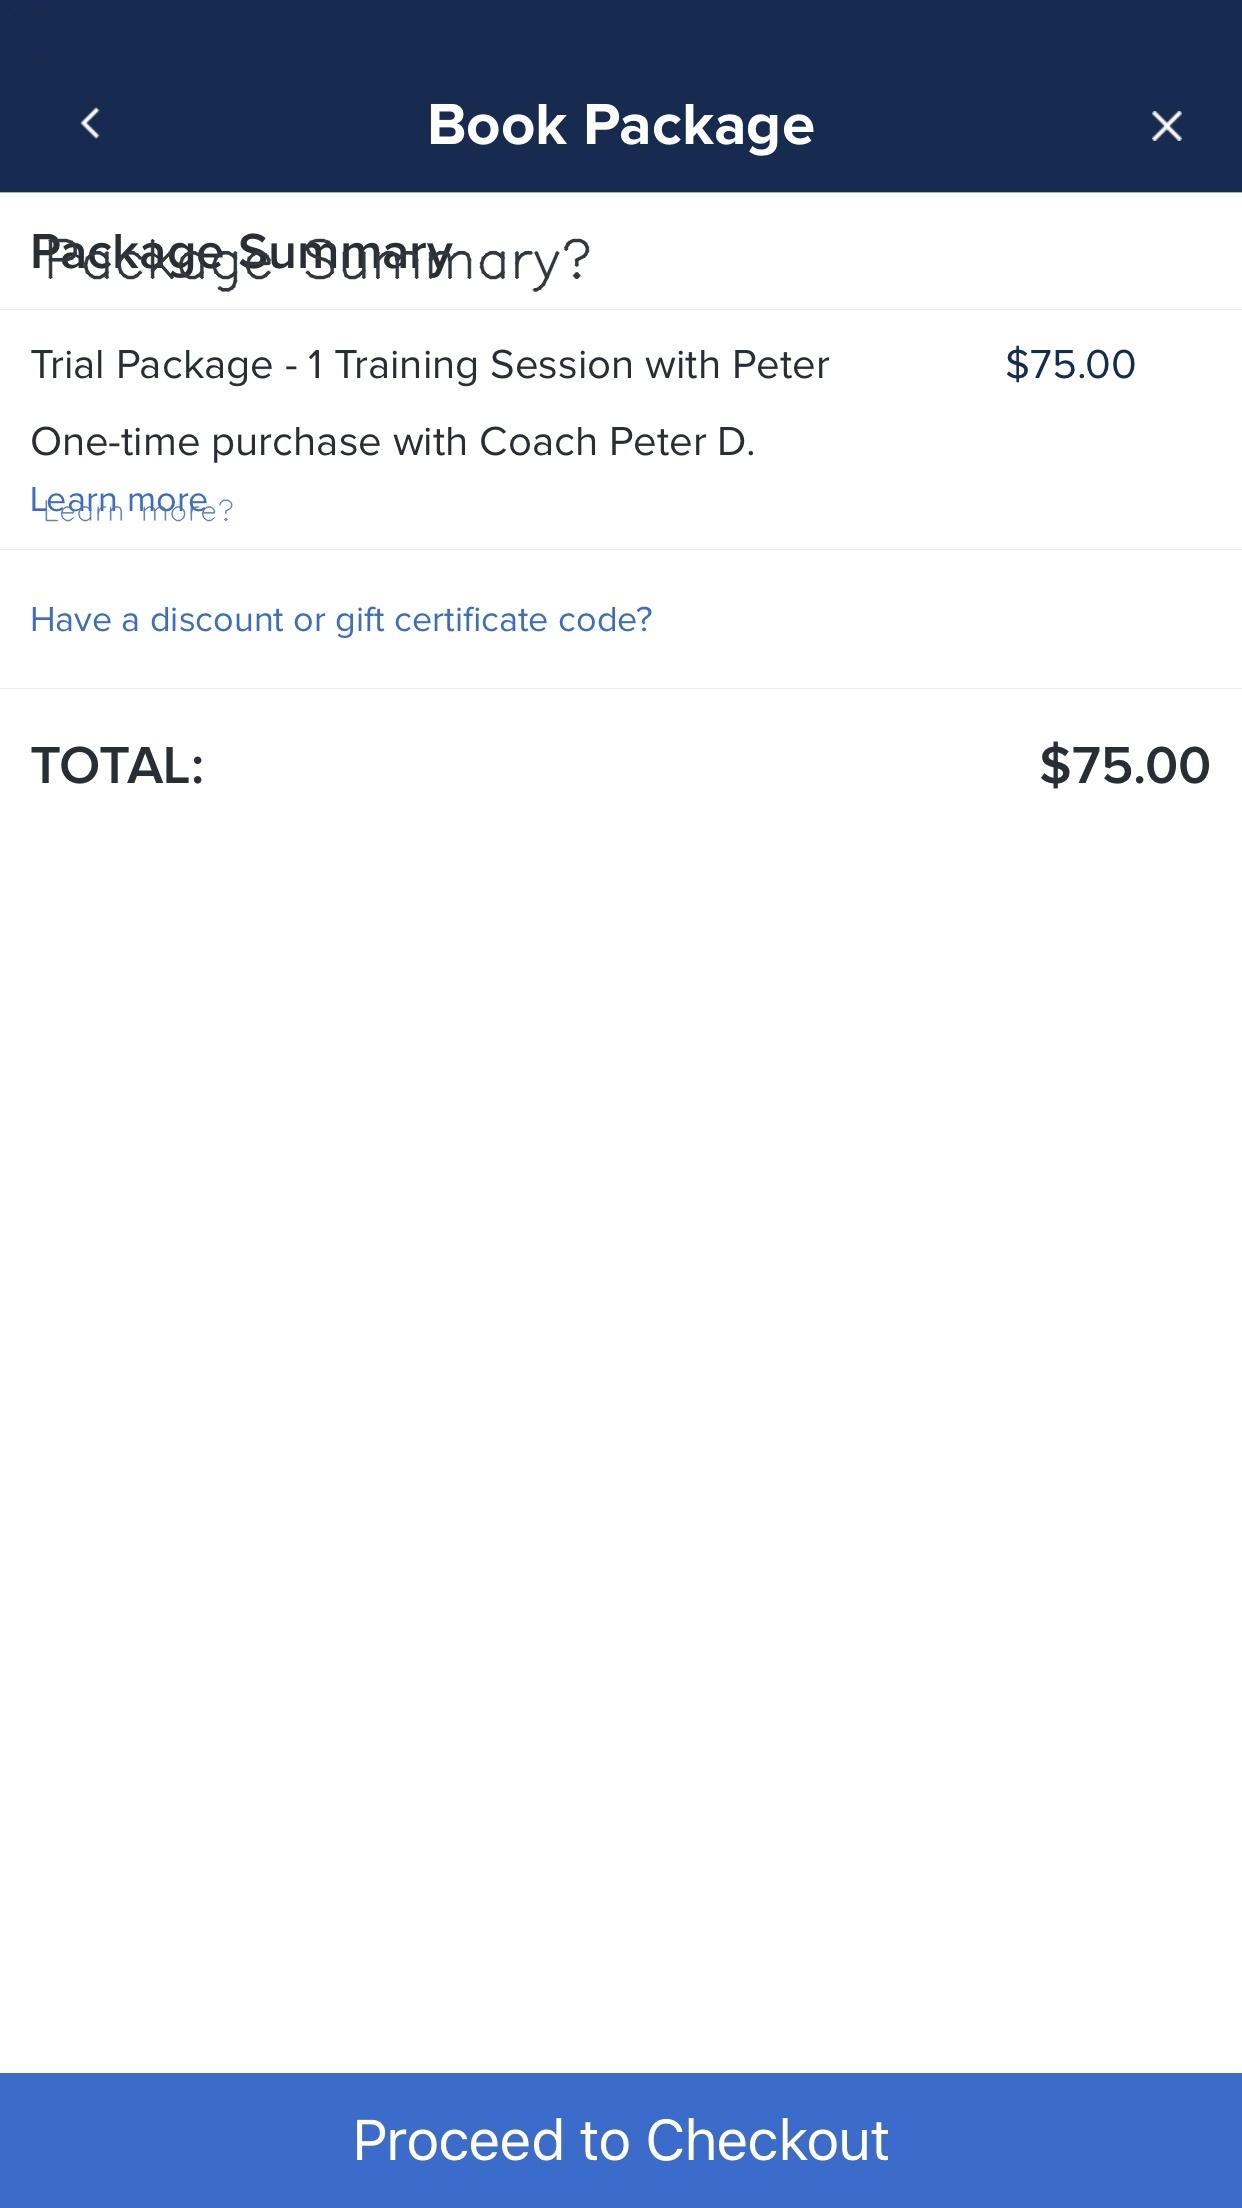 Book Package
Package Summary
Package Summary?
Trial Package - 1 Training Session with Peter $75.00
One-time purchase with Coach Peter D.
Learn more
Learn more?
Have a discount or gift certificate code?
TOTAL: $75.00
Proceed to Checkout